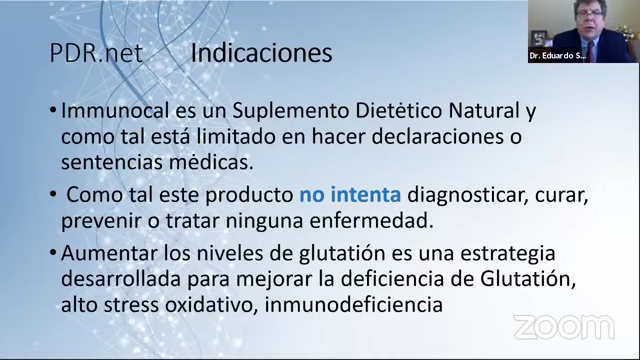 PDR.net Indicaciones
Dr. Eduardo S...
• Immunocal es un Suplemento Dietėtico Natural y
como tal está limitado en hacer declaraciones o
sentencias mėdicas.
• Como tal este producto no intenta diagnosticar, curar,
prevenir o tratar ninguna enfermedad.
• Aumentar los niveles de glutatión es una estrategia
desarrollada para mejorar la deficiencia de Glutatión,
alto stress oxidativo, inmunodeficiencia
zoom